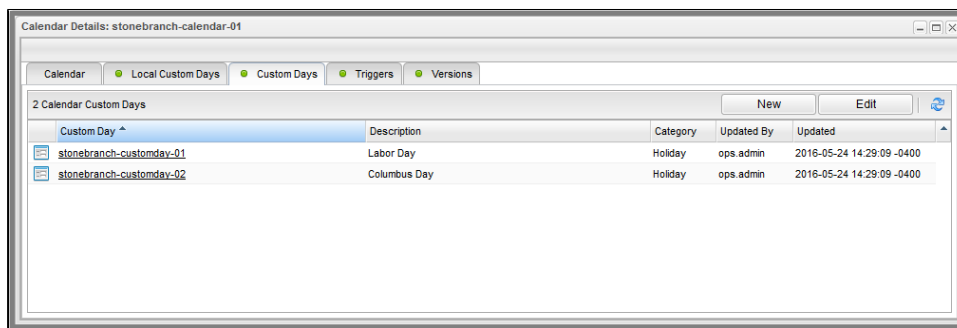 Calendar Details: stonebranch-calendar-01
Calendar Local Custom Days Custom Days Triggers Versions
2 Calendar Custom Days New Edit
Custom Day Description Category Updated By Updated
stonebranch-customday-01 Labor Day Holiday ops.admin 2016-05-24 14:29:09 -0400
stonebranch-customday-02 Columbus Day Holiday ops.admin 2016-05-24 14:29:09 -0400